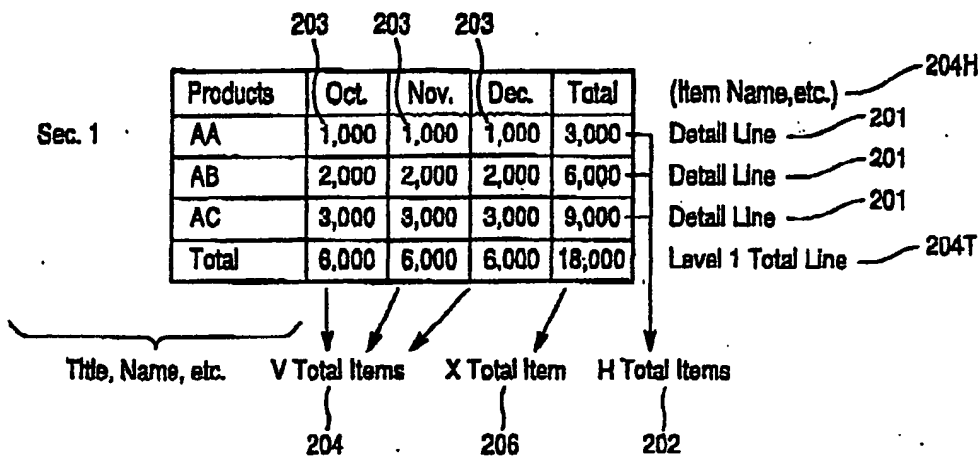 203 203 203
Products Oct. Nov. Dec. Total (Item Name,etc.) 204H
Sec. 1 AA 1,000 1,000 1,000 3,000 Detail Line 201
AB 2,000 2,000 2,000 6,000 Detail Line 201
AC 3,000 3,000 3,000 9,000 Detail Line 201
Total 6,000 6,000 6,000 18,000 Level 1 Total Line 204T
Title, Name, etc. V Total Items X Total Item H Total Items
204 206 202